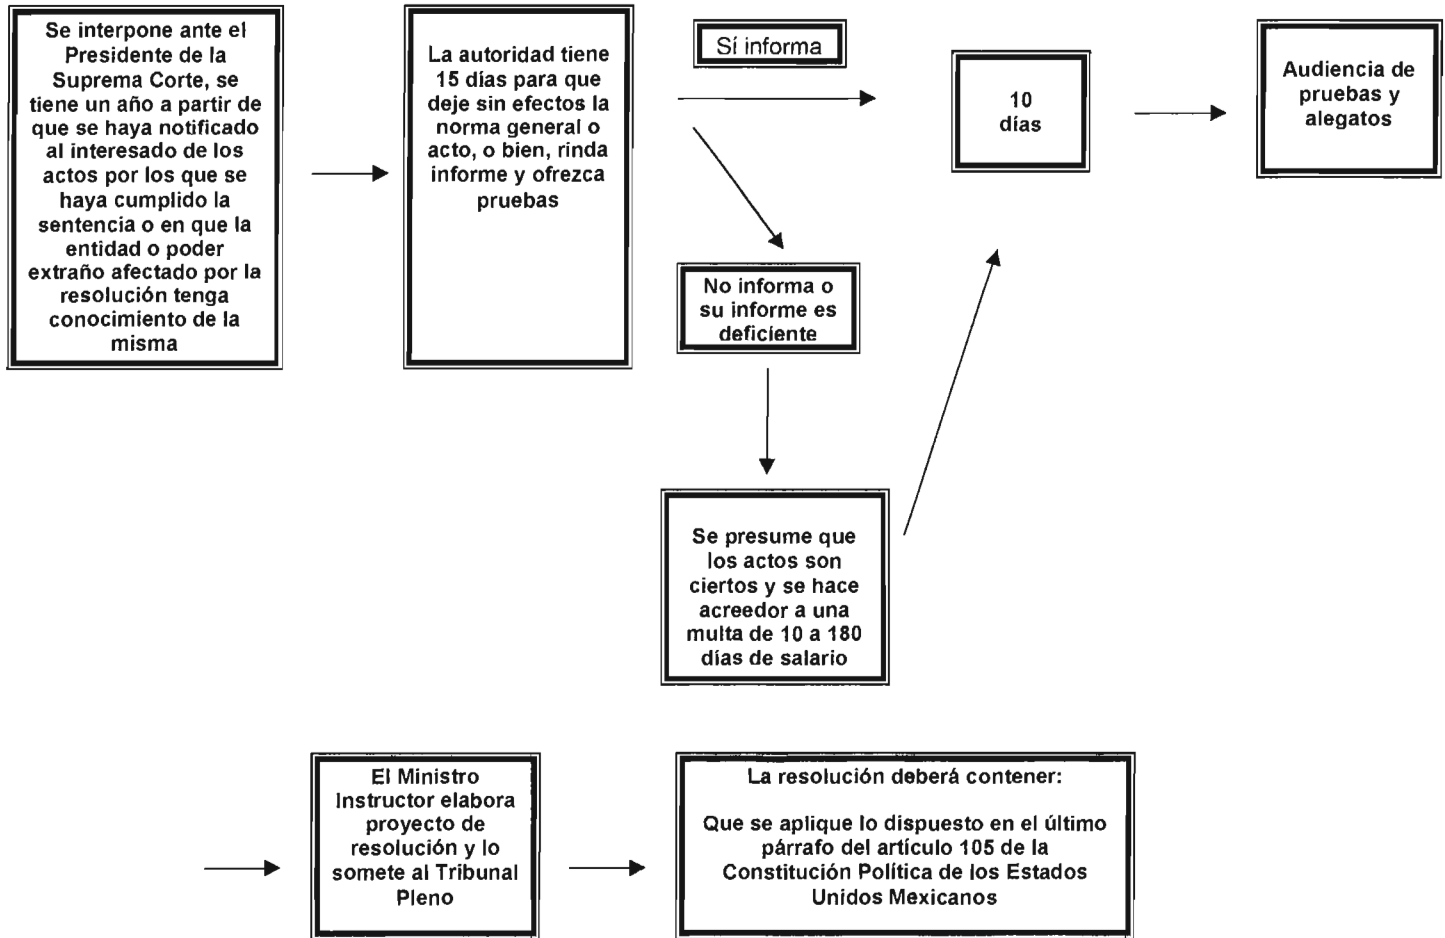 Se interpone ante el
Presidente de la
Suprema Corte, se
tiene un año a partir de
que se haya notificado
al interesado de los
actos por los que se
haya cumplido la
sentencia o en que la
entidad o poder
extraño afectado por la
resolución tenga
conocimiento de la
misma
La autoridad tiene
15 días para que
deje sin efectos la
norma general o
acto, o bien, rinda
informe y ofrezca
pruebas
Sí informa
10
días
Audiencia de
pruebas y
alegatos
No informa o
su informe es
deficiente
Se presume que
los actos son
ciertos y se hace
acreedor a una
multa de 10 a 180
días de salario
El Ministro
Instructor elabora
proyecto de
resolución y lo
somete al Tribunal
Pleno
La resolución deberá contener:
Que se aplique lo dispuesto en el último
párrafo del artículo 105 de la
Constitución Política de los Estados
Unidos Mexicanos